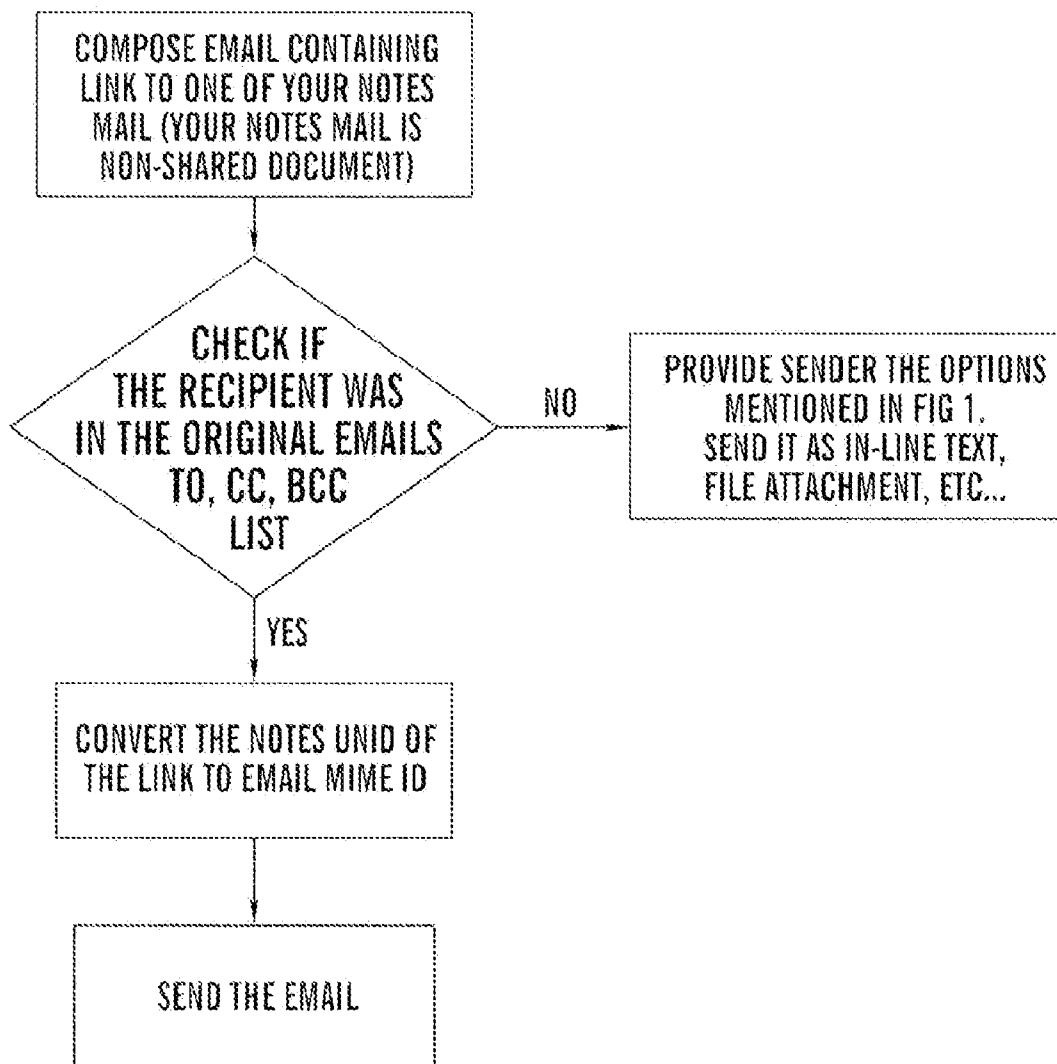 COMPOSE EMAIL CONTAINING
LINK TO ONE OF YOUR NOTES
MAIL (YOUR NOTES MAIL IS
NON-SHARED DOCUMENT)
CHECK IF
THE RECIPIENT WAS
IN THE ORIGINAL EMAILS
TO, CC, BCC
LIST
NO
PROVIDE SENDER THE OPTIONS
MENTIONED IN FIG 1.
SEND IT AS IN-LINE TEXT,
FILE ATTACHMENT, ETC...
YES
CONVERT THE NOTES UNID OF
THE LINK TO EMAIL MIME ID
SEND THE EMAIL